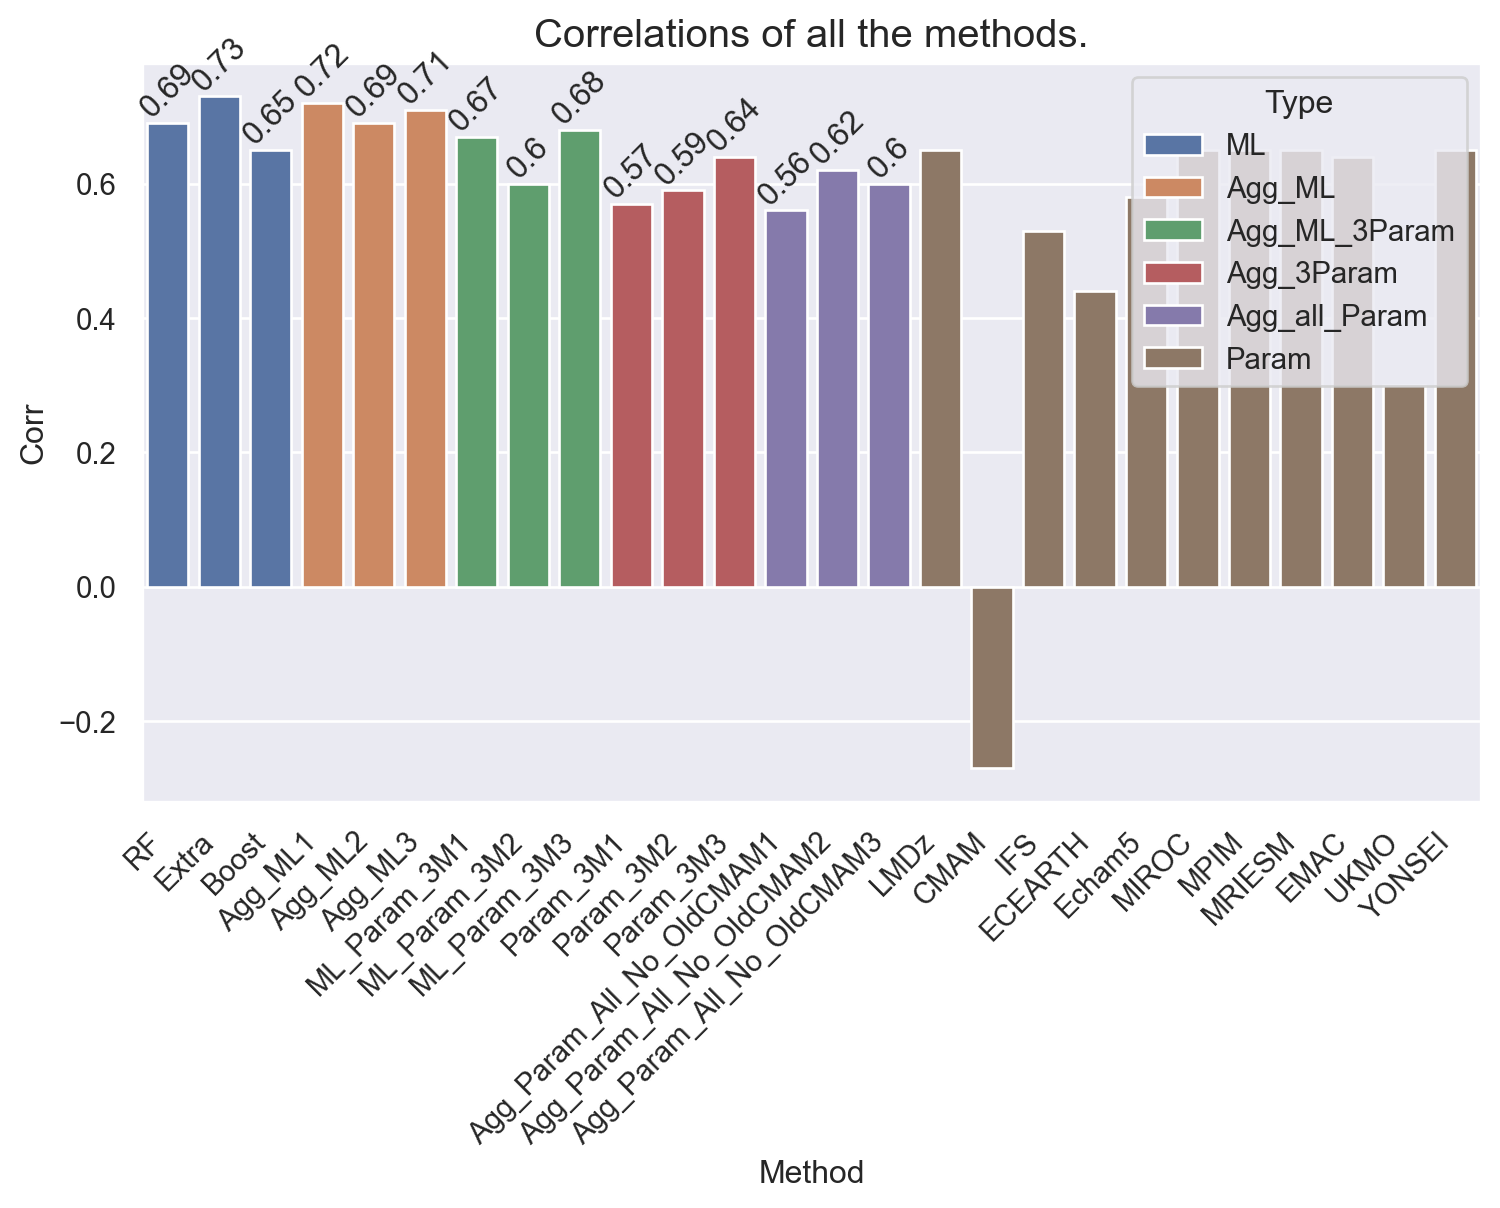 Correlations of all the methods.
0.69
0.73
0.65
0.72
0.69
0.71
0.67
0.6
0.68
0.57
0.59
0.64
0.56
0.62
0.6
Type
ML
Agg_ML
Agg_ML_3Param
Agg_3Param
Agg_all_Param
Param
Corr
0.6
0.4
0.2
0.0
−0.2
RF
Extra
Boost
Agg_ML1
Agg_ML2
Agg_ML3
ML_Param_3M1
ML_Param_3M2
ML_Param_3M3
Param_3M1
Param_3M2
Param_3M3
Agg_Param_All_No_OldCMAM1
Agg_Param_All_No_OldCMAM2
Agg_Param_All_No_OldCMAM3
LMDz
CMAM
IFS
ECEARTH
Echam5
MIROC
MPIM
MRIESM
EMAC
UKMO
YONSEI
Method